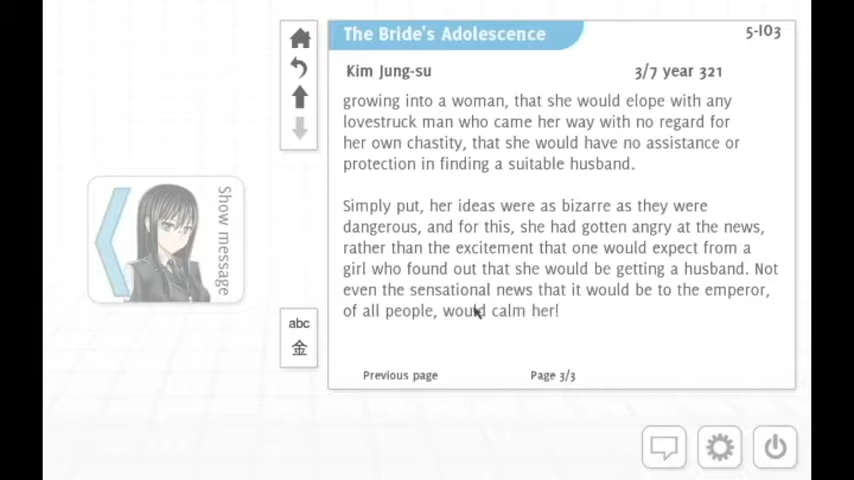 The Bride's Adolescence
5-103
Kim Jung-su
3/7 year 321
growing into a woman, that she would elope with any
lovestruck man who came her way with no regard for
her own chastity, that she would have no assistance or
protection in finding a suitable husband.
Simply put, her ideas were as bizarre as they were
dangerous, and for this, she had gotten angry at the news,
rather than the excitement that one would expect from a
girl who found out that she would be getting a husband. Not
even the sensational news that it would be to the emperor,
of all people, would calm her!
Show message
abc
金
Previous page
Page 3/3